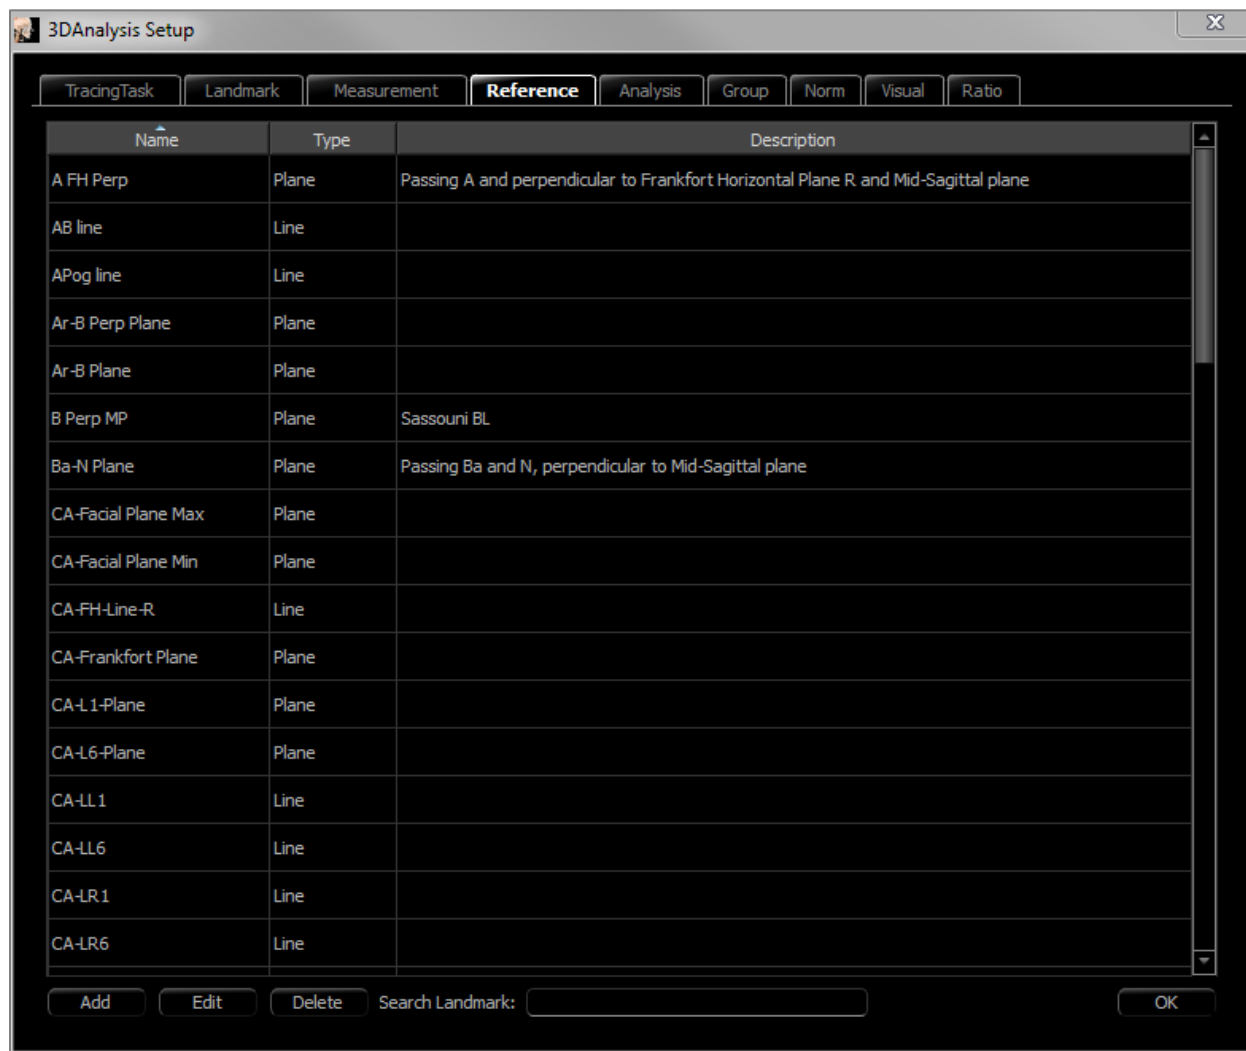 3DAnalysis Setup
TracingTask Landmark Measurement Reference Analysis Group Norm Visual Ratio
Name Type Description
A FH Perp Plane Passing A and perpendicular to Frankfort Horizontal Plane R and Mid-Sagittal plane
AB line Line
APog line Line
Ar-B Perp Plane Plane
Ar-B Plane Plane
B Perp MP Plane Sassouni BL
Ba-N Plane Plane Passing Ba and N, perpendicular to Mid-Sagittal plane
CA-Facial Plane Max Plane
CA-Facial Plane Min Plane
CA-FH-Line-R Line
CA-Frankfort Plane Plane
CA-L1-Plane Plane
CA-L6-Plane Plane
CA-LL1 Line
CA-LL6 Line
CA-LR1 Line
CA-LR6 Line
Add Edit Delete Search Landmark: OK